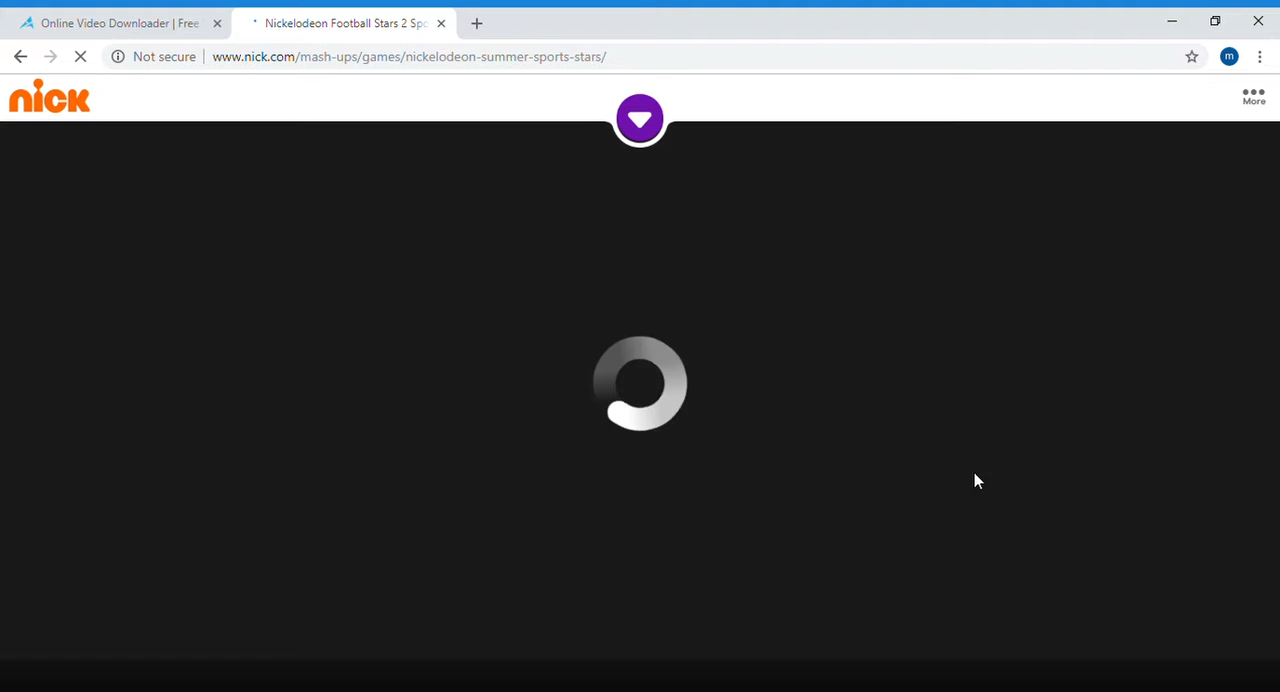 Online Video Downloader | Free
Nickelodeon Football Stars 2 Spo
Not secure
www.nick.com/mash-ups/games/nickelodeon-summer-sports-stars/
m
nick
More